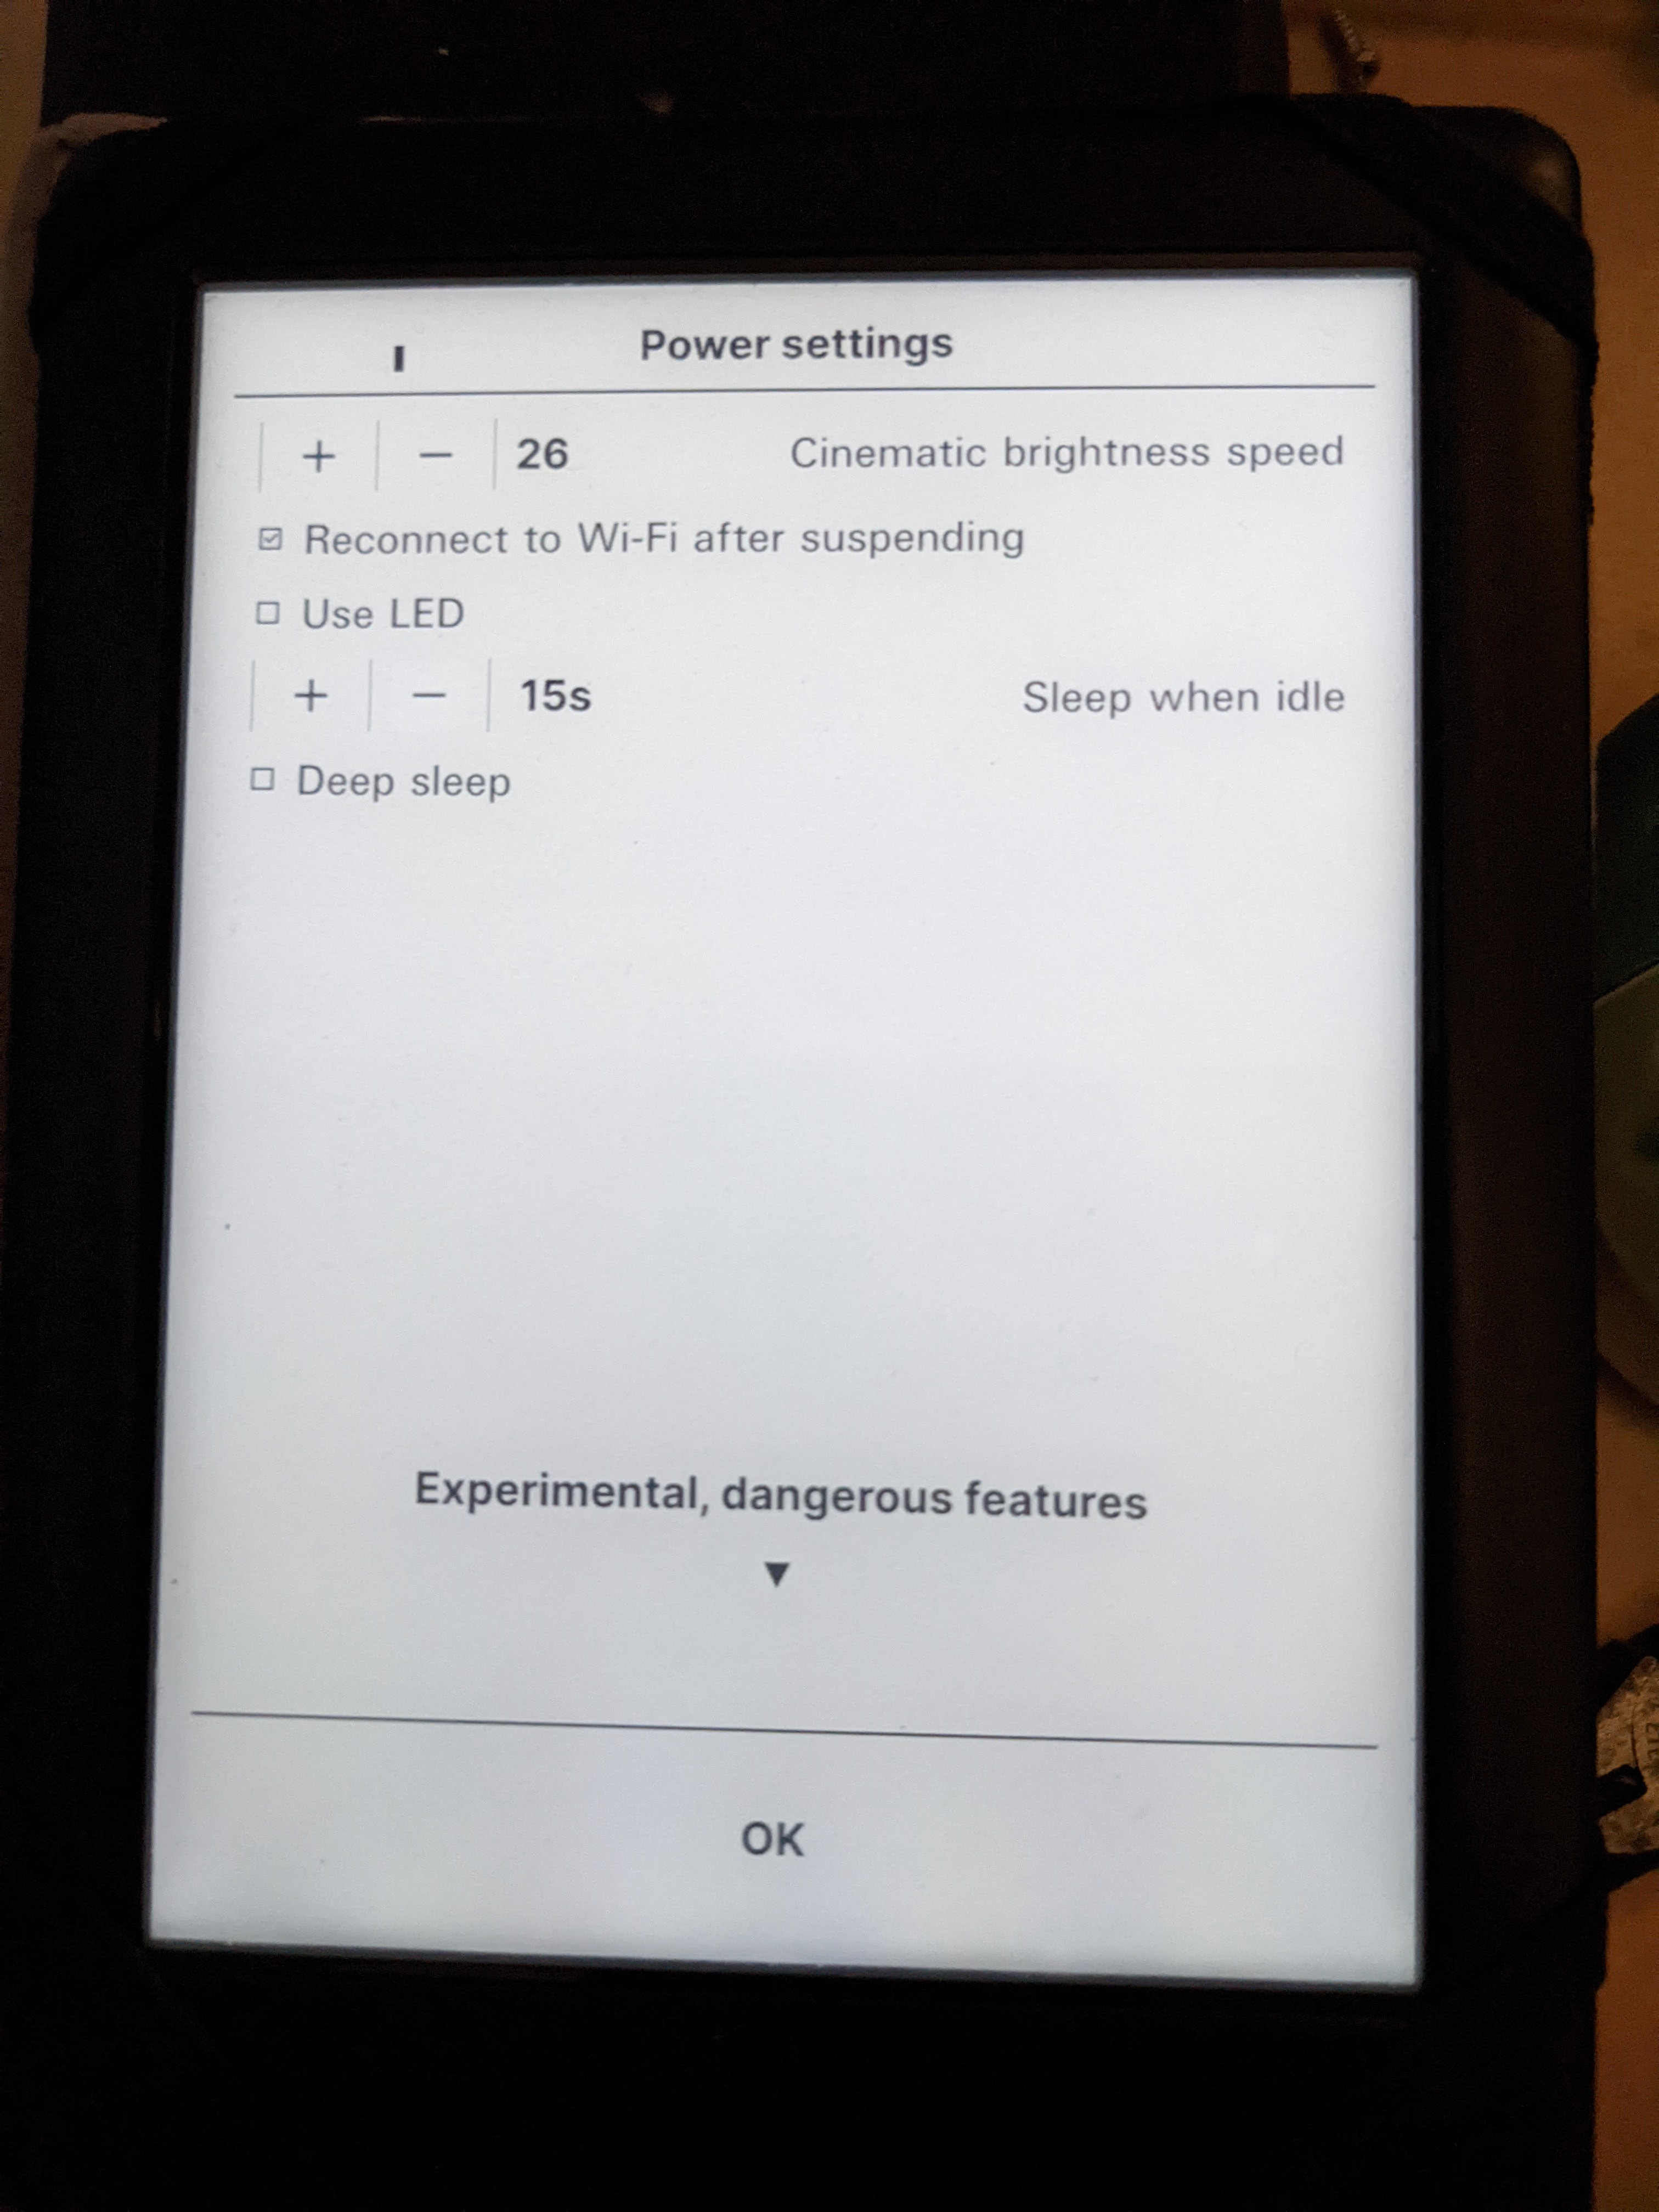 Power settings
+ − 26 Cinematic brightness speed
Reconnect to Wi-Fi after suspending
Use LED
+ − 15s Sleep when idle
Deep sleep
Experimental, dangerous features
OK